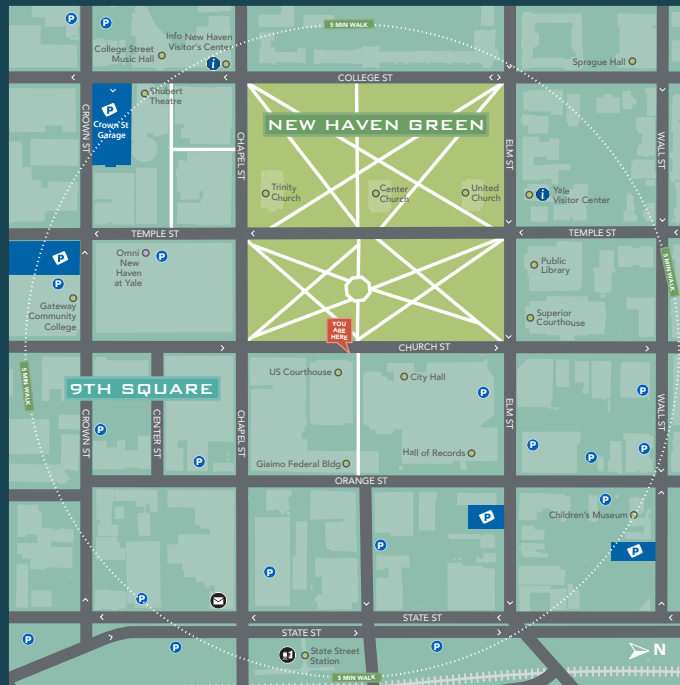 P
P
5 MIN WALK
Info New Haven
Visitor's Center
College Street
Music Hall
i
Sprague Hall
COLLEGE ST
Shubert
Theatre
P
Crown St
Garage
CROWN ST
CHAPEL ST
NEW HAVEN GREEN
ELM ST
WALL ST
Trinity
Church
Center
Church
United
Church
i
Yale
Visitor Center
TEMPLE ST
TEMPLE ST
P
Omni
New
Haven
at Yale
P
Public
Library
5 MIN WALK
P
Gateway
Community
College
Superior
Courthouse
YOU
ARE
HERE
CHURCH ST
5 MIN WALK
9TH SQUARE
US Courthouse
City Hall
P
P
CROWN ST
CENTER ST
CHAPEL ST
ELM ST
WALL ST
P
P
P
P
P
Giaimo Federal Bldg
Hall of Records
ORANGE ST
P
P
Children's Museum
P
P
P
P
STATE ST
STATE ST
P
P
P
State Street
Station
N
5 MIN WALK